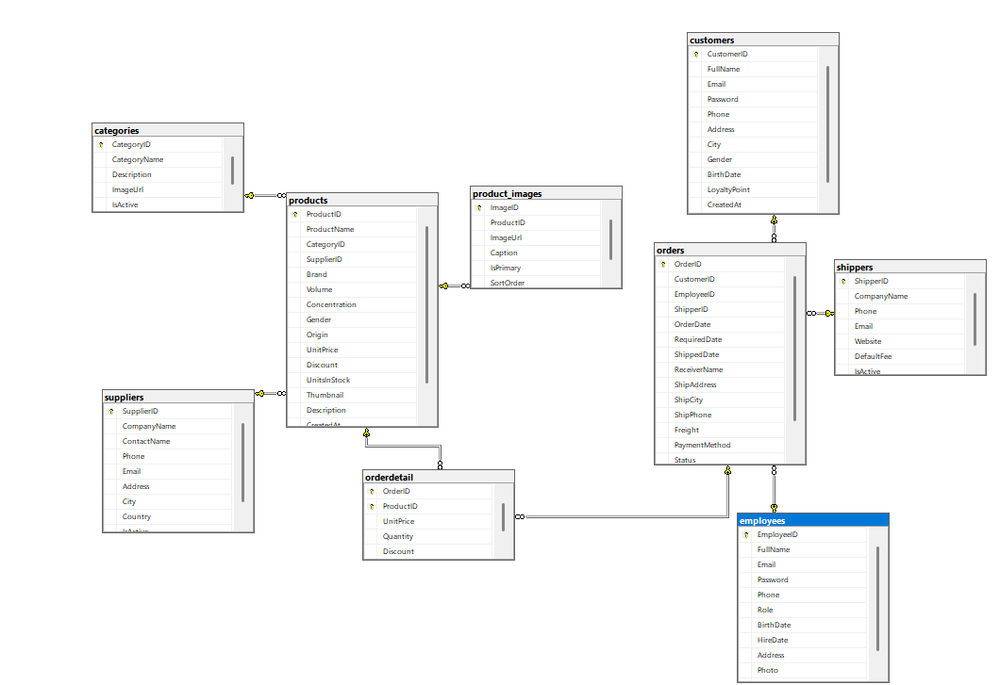 customers
CustomerID
FullName
Email
Password
Phone
Address
City
Gender
BirthDate
LoyaltyPoint
CreatedAt
categories
CategoryID
CategoryName
Description
ImageUrl
IsActive
products
ProductID
ProductName
CategoryID
SupplierID
Brand
Volume
Concentration
Gender
Origin
UnitPrice
Discount
UnitsInStock
Thumbnail
Description
CreatedAt
product_images
ImageID
ProductID
ImageUrl
Caption
IsPrimary
SortOrder
orders
OrderID
CustomerID
EmployeeID
ShipperID
OrderDate
RequiredDate
ShippedDate
ReceiverName
ShipAddress
ShipCity
ShipPhone
Freight
PaymentMethod
Status
shippers
ShipperID
CompanyName
Phone
Email
Website
DefaultFee
IsActive
suppliers
SupplierID
CompanyName
ContactName
Phone
Email
Address
City
Country
IsActive
orderdetail
OrderID
ProductID
UnitPrice
Quantity
Discount
employees
EmployeeID
FullName
Email
Password
Phone
Role
BirthDate
HireDate
Address
Photo